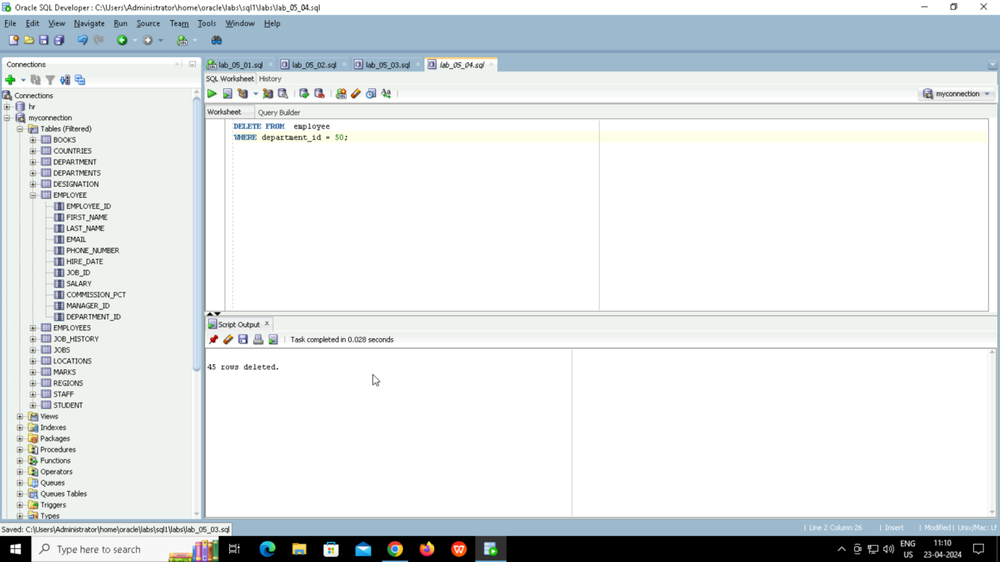 Oracle SQL Developer : C:\Users\Administrator\home\oracle\labs\sql1\labs\lab_05_04.sql
File Edit View Navigate Run Source Team Tools Window Help
Connections
lab_05_01.sql lab_05_02.sql lab_05_03.sql lab_05_04.sql
SQL Worksheet History
myconnection
Worksheet Query Builder
Connections
hr
myconnection
Tables (Filtered)
BOOKS
COUNTRIES
DEPARTMENT
DEPARTMENTS
DESIGNATION
EMPLOYEE
EMPLOYEE_ID
FIRST_NAME
LAST_NAME
EMAIL
PHONE_NUMBER
HIRE_DATE
JOB_ID
SALARY
COMMISSION_PCT
MANAGER_ID
DEPARTMENT_ID
EMPLOYEES
JOB_HISTORY
JOBS
LOCATIONS
MARKS
REGIONS
STAFF
STUDENT
Views
Indexes
Packages
Procedures
Functions
Operators
Queues
Queues Tables
Triggers
Types
DELETE FROM  employee
WHERE department_id = 50;
Script Output
Task completed in 0.028 seconds
45 rows deleted.
Saved: C:\Users\Administrator\home\oracle\labs\sql1\labs\lab_05_03.sql
Line 2 Column 26 | Insert | Modified | Unix/Mac: LF
Type here to search
ENG
US
11:10
23-04-2024